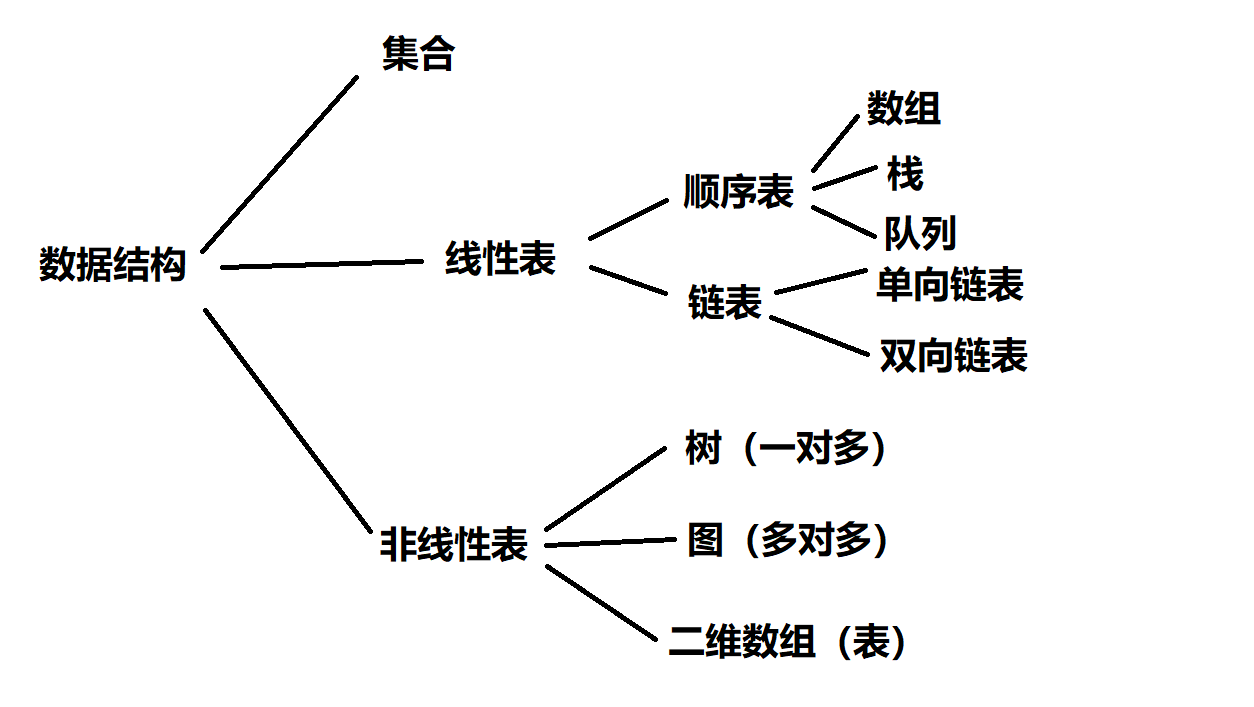 集合
数组
栈
顺序表
队列
数据结构
线性表
单向链表
链表
双向链表
树（一对多）
图（多对多）
非线性表
二维数组（表）